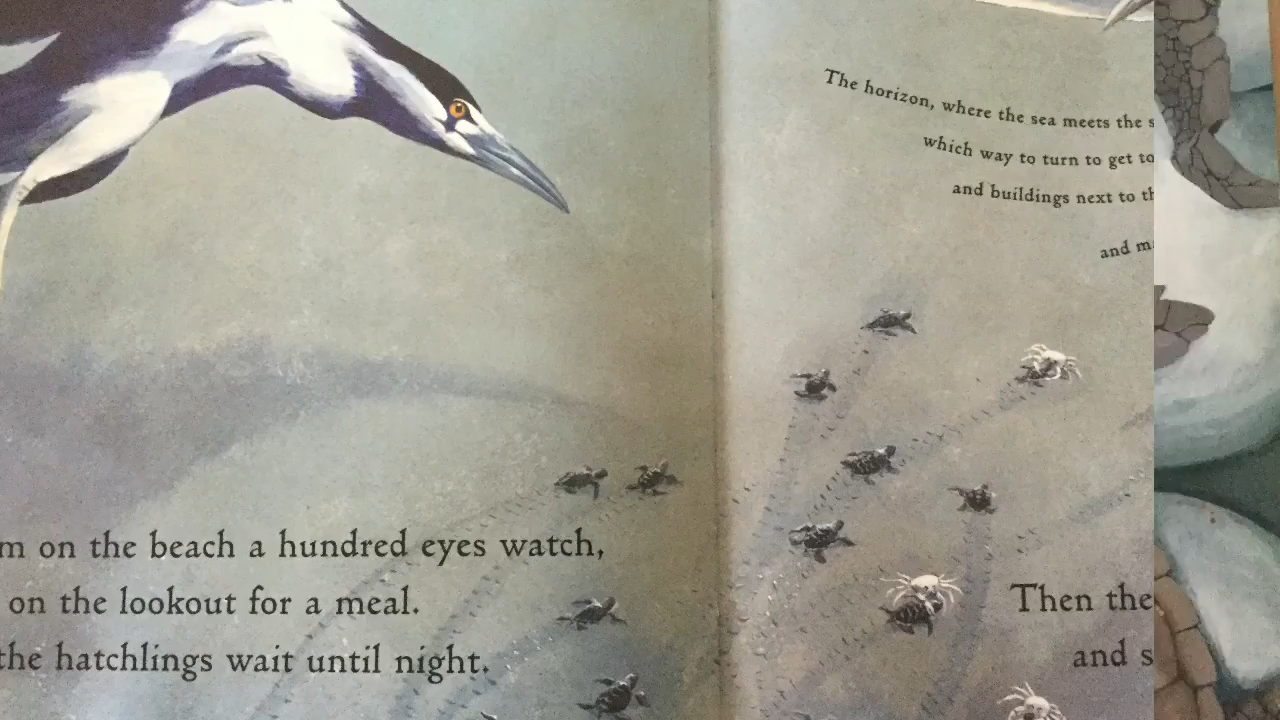 m on the beach a hundred eyes watch,
on the lookout for a meal.
the hatchlings wait until night.
The horizon, where the sea meets the s
which way to turn to get to
and buildings next to th
and ma
Then the
and s